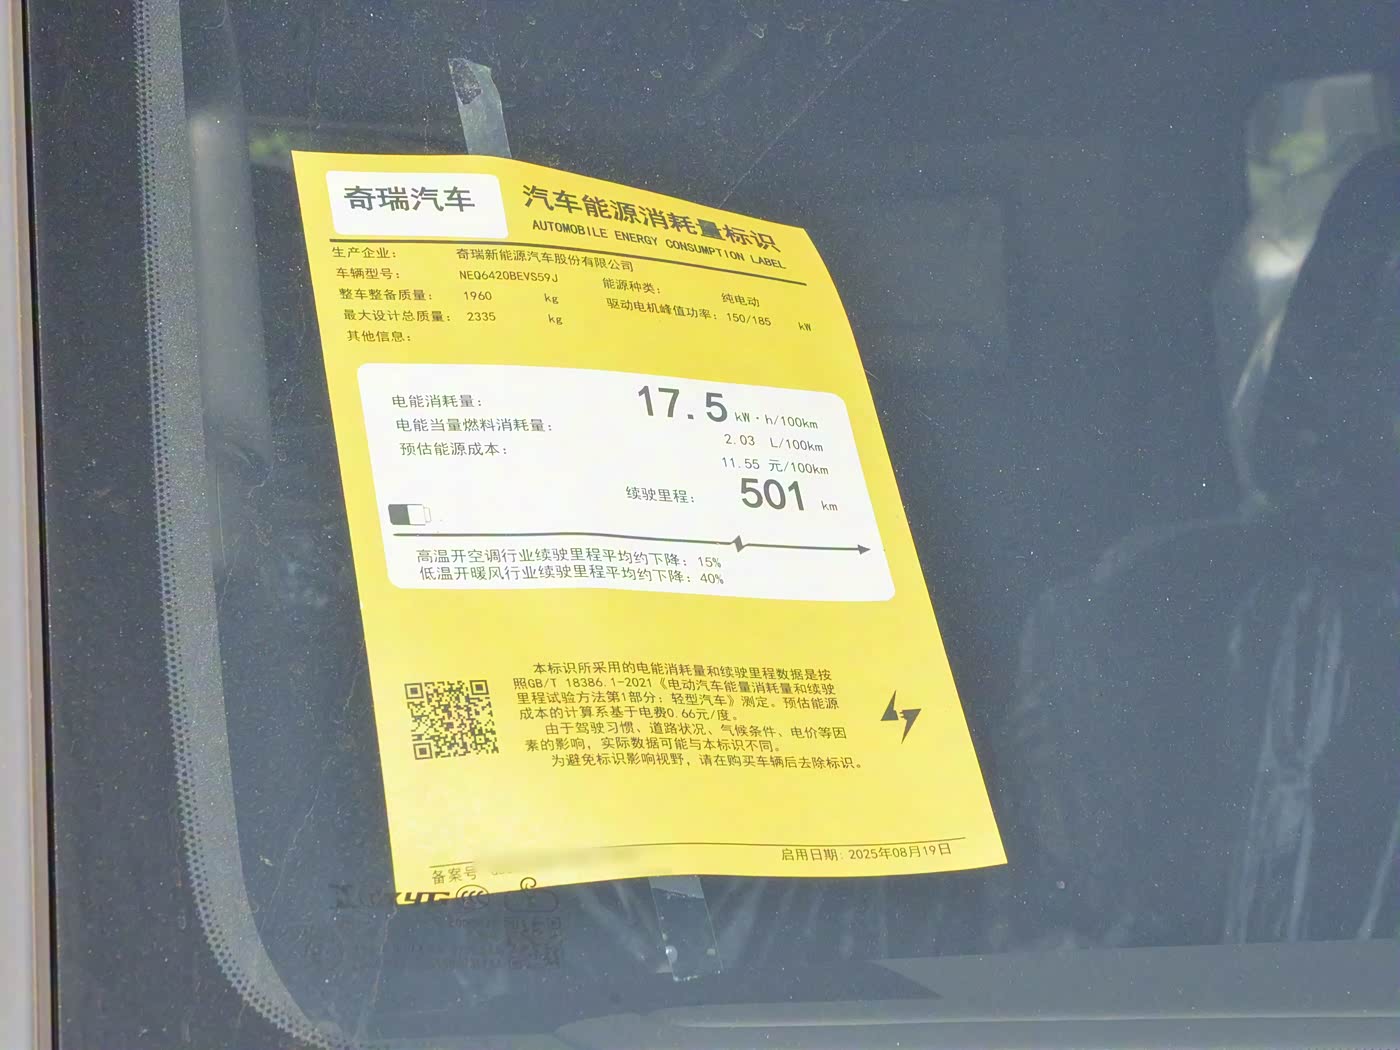 奇瑞汽车
汽车能源消耗量标识
AUTOMOBILE ENERGY CONSUMPTION LABEL
生产企业： 奇瑞新能源汽车股份有限公司
车辆型号： NEQ6420BEVS59J 能源种类： 纯电动
整车整备质量： 1960 kg 驱动电机峰值功率： 150/185 kW
最大设计总质量： 2335 kg
其他信息：
电能消耗量： 17.5 kW·h/100km
电能当量燃料消耗量： 2.03 L/100km
预估能源成本： 11.55 元/100km
续驶里程： 501 km
高温开空调行业续驶里程平均约下降： 15%
低温开暖风行业续驶里程平均约下降： 40%
本标识所采用的电能消耗量和续驶里程数据是按
照GB/T 18386.1-2021《电动汽车能量消耗量和续驶
里程试验方法第1部分：轻型汽车》测定。预估能源
成本的计算系基于电费0.66元/度。
由于驾驶习惯、道路状况、气候条件、电价等因
素的影响，实际数据可能与本标识不同。
为避免标识影响视野，请在购买车辆后去除标识。
备案号 启用日期：2025年08月19日